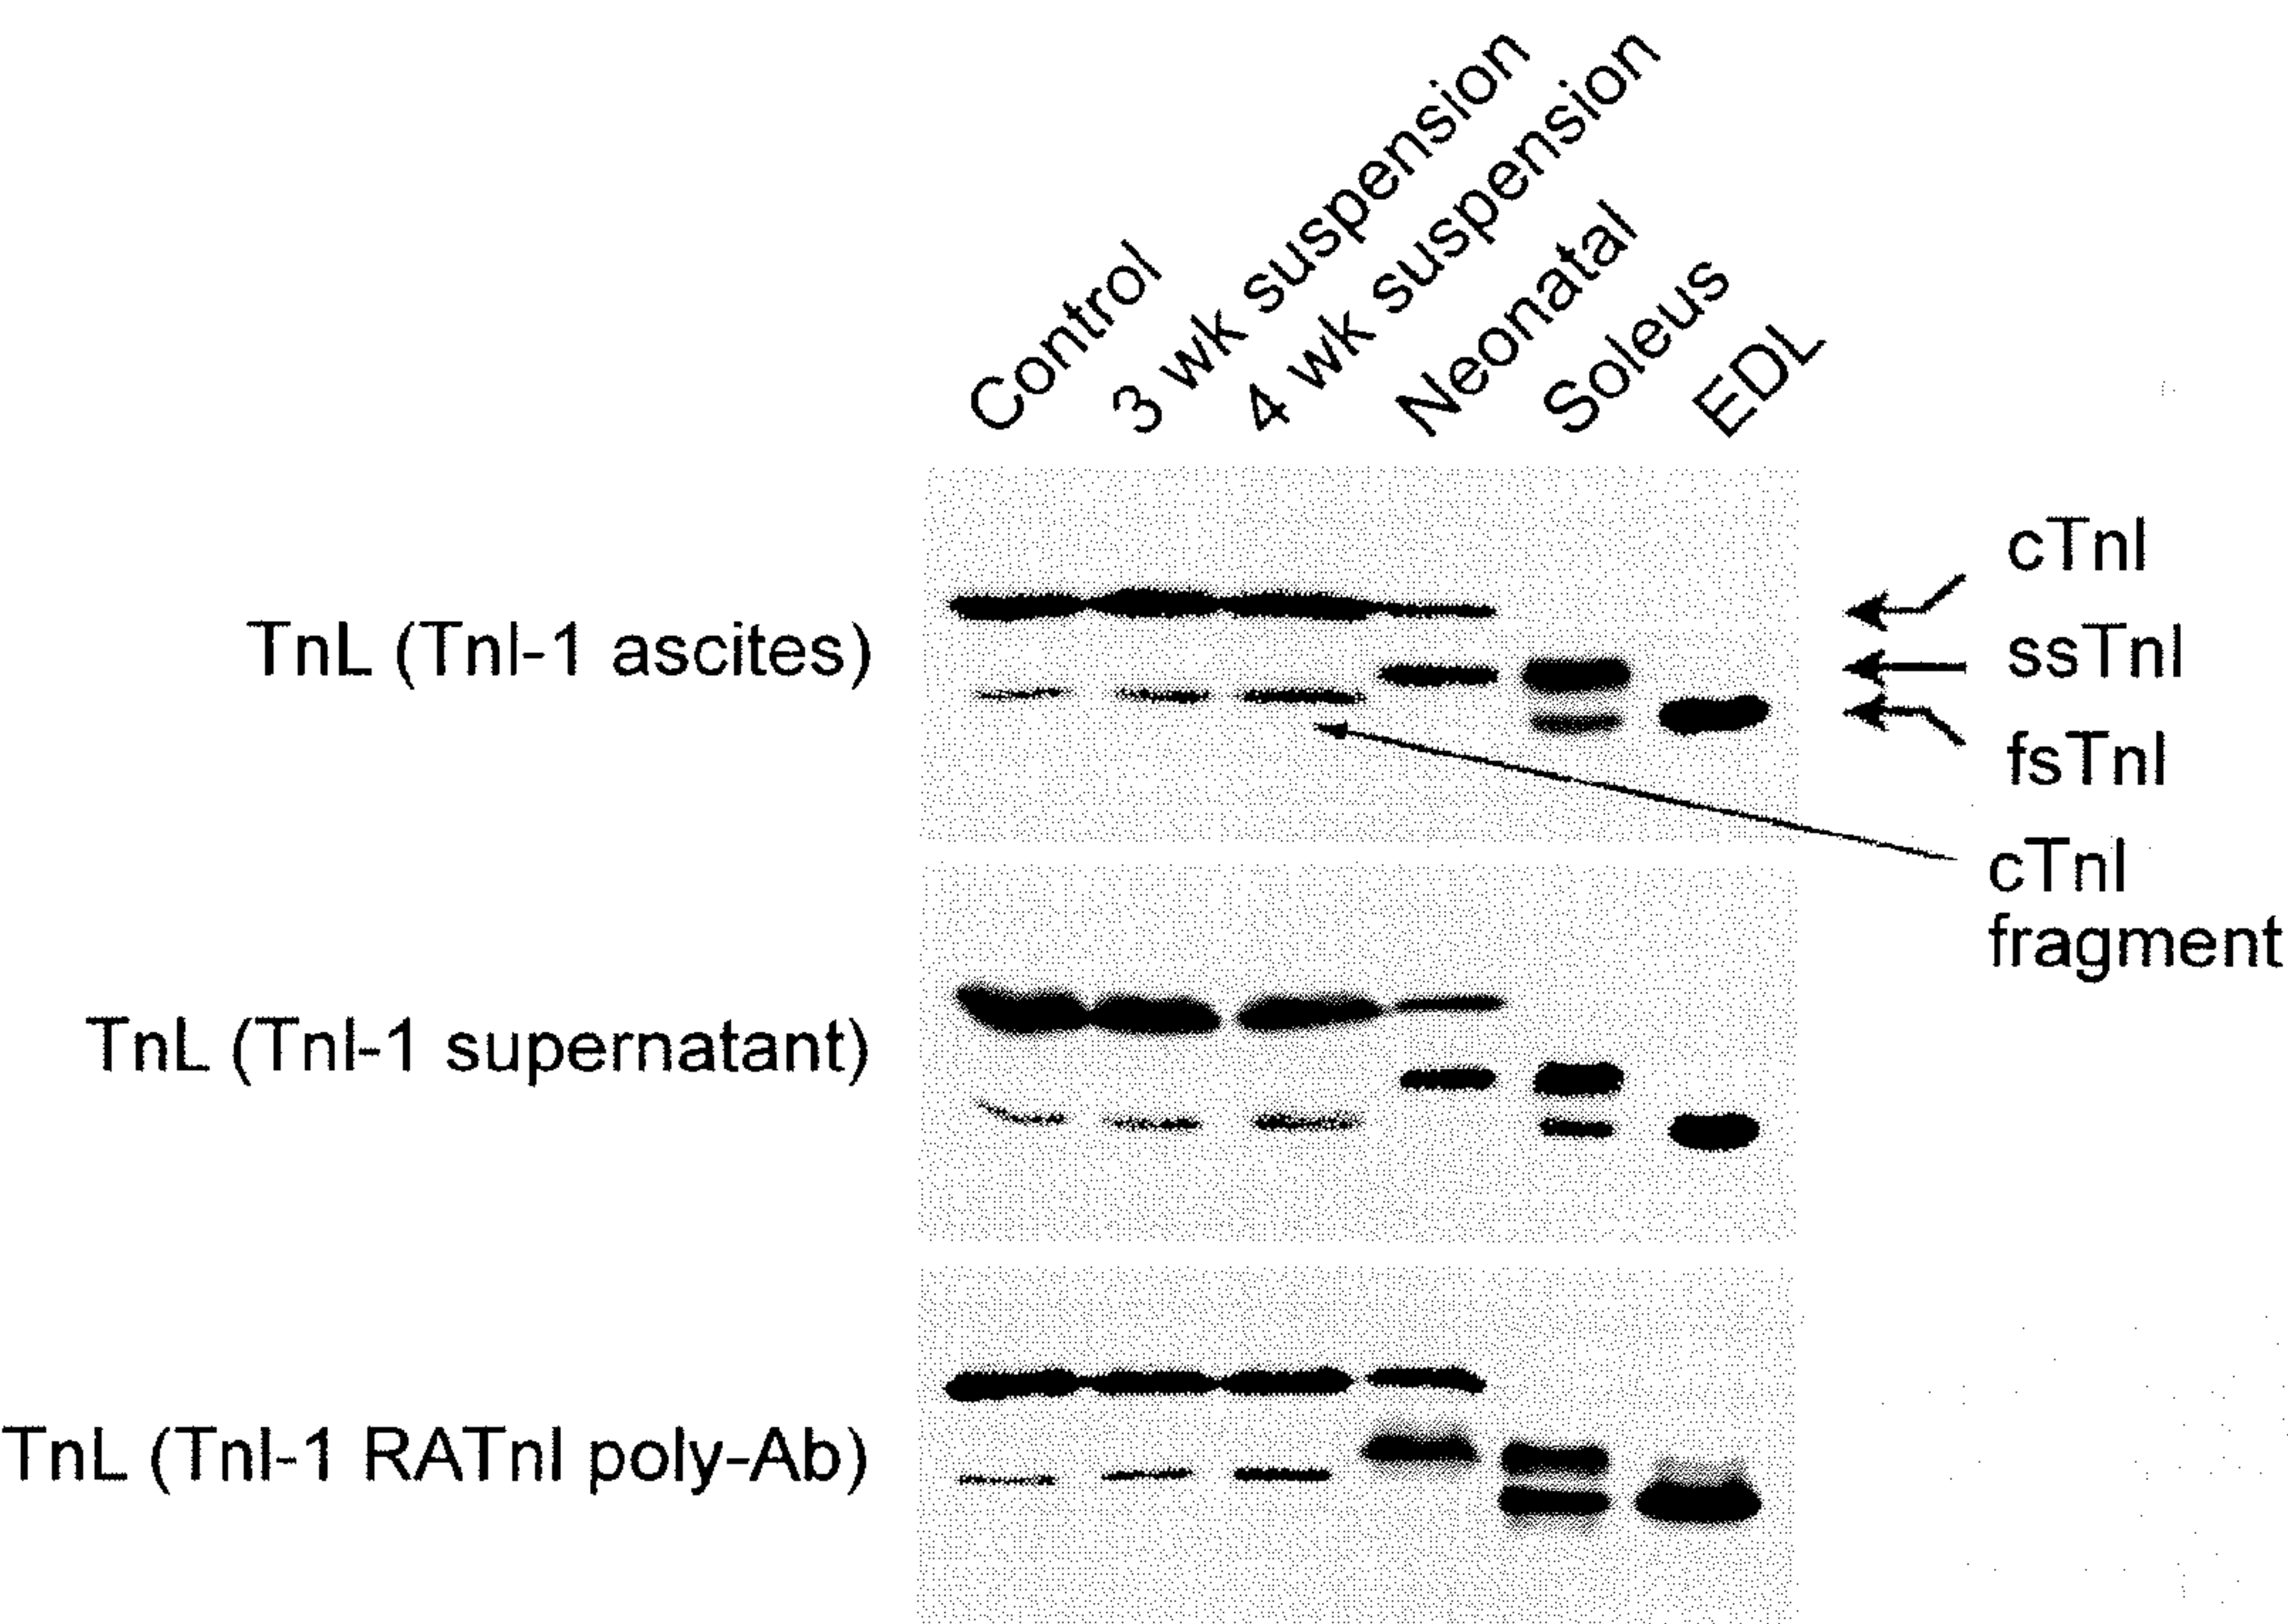 Control
3 wk suspension
4 wk suspension
Neonatal
Soleus
EDL
TnL (TnI-1 ascites)
cTnI
ssTnI
fsTnI
cTnI
fragment
TnL (TnI-1 supernatant)
TnL (TnI-1 RATnI poly-Ab)